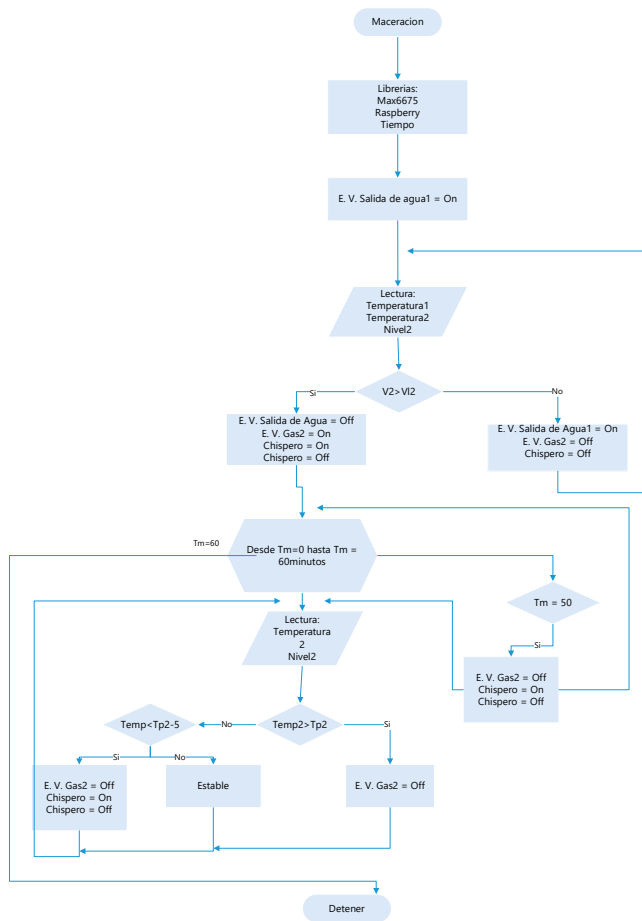 Maceracion
Librerias:
Max6675
Raspberry
Tiempo
E. V. Salida de agua1 = On
Lectura:
Temperatura1
Temperatura2
Nivel2
V2>Vl2
Si
No
E. V. Salida de Agua = Off
E. V. Gas2 = On
Chispero = On
Chispero = Off
E. V. Salida de Agua1 = On
E. V. Gas2 = Off
Chispero = Off
Tm=60
Desde Tm=0 hasta Tm =
60minutos
Tm = 50
Si
Lectura:
Temperatura
2
Nivel2
E. V. Gas2 = Off
Chispero = On
Chispero = Off
Temp<Tp2-5
No
Temp2>Tp2
Si
Si
No
E. V. Gas2 = Off
Chispero = On
Chispero = Off
Estable
E. V. Gas2 = Off
Detener